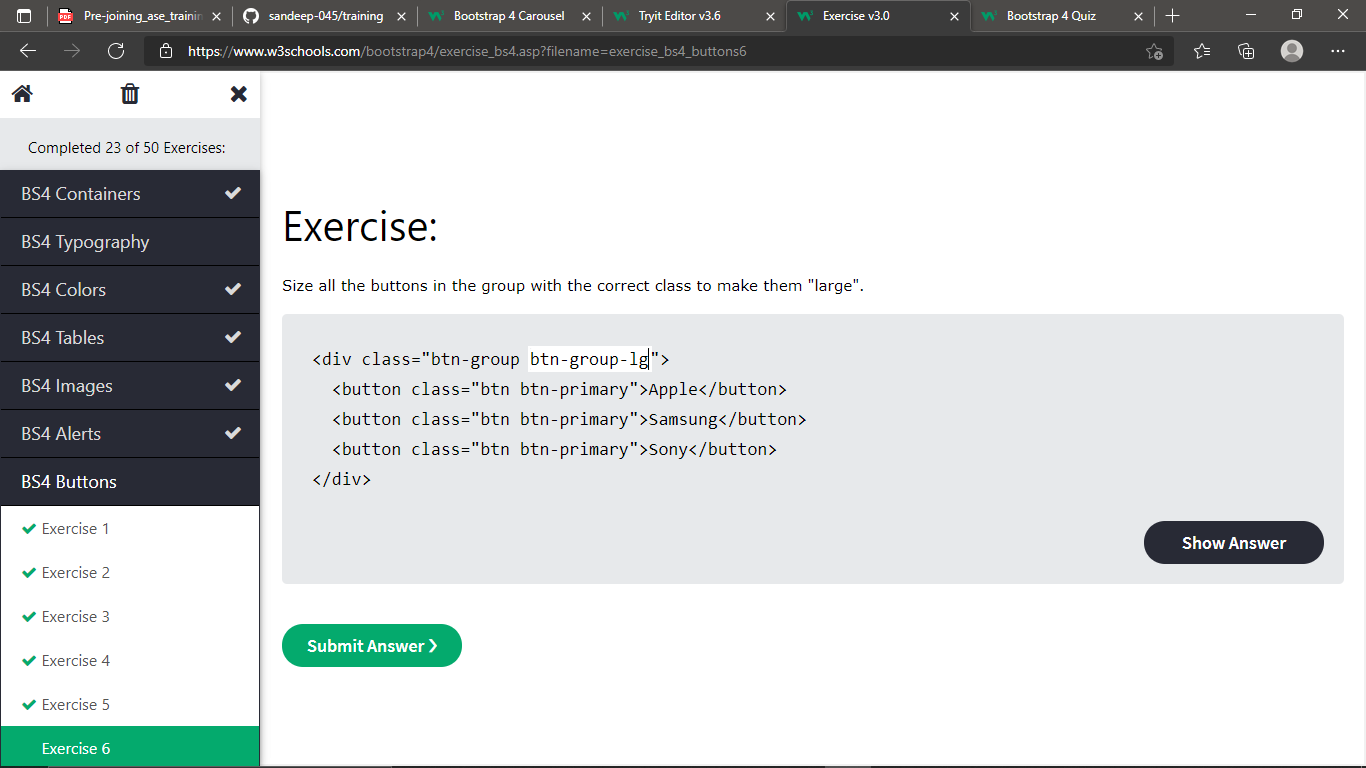 Pre-joining_ase_trainin
sandeep-045/training
Bootstrap 4 Carousel
Tryit Editor v3.6
Exercise v3.0
Bootstrap 4 Quiz
https://www.w3schools.com/bootstrap4/exercise_bs4.asp?filename=exercise_bs4_buttons6
Completed 23 of 50 Exercises:
BS4 Containers
BS4 Typography
BS4 Colors
BS4 Tables
BS4 Images
BS4 Alerts
BS4 Buttons
Exercise 1
Exercise 2
Exercise 3
Exercise 4
Exercise 5
Exercise 6
Exercise:
Size all the buttons in the group with the correct class to make them "large".
<div class="btn-group btn-group-lg">
<button class="btn btn-primary">Apple</button>
<button class="btn btn-primary">Samsung</button>
<button class="btn btn-primary">Sony</button>
</div>
Show Answer
Submit Answer ❯